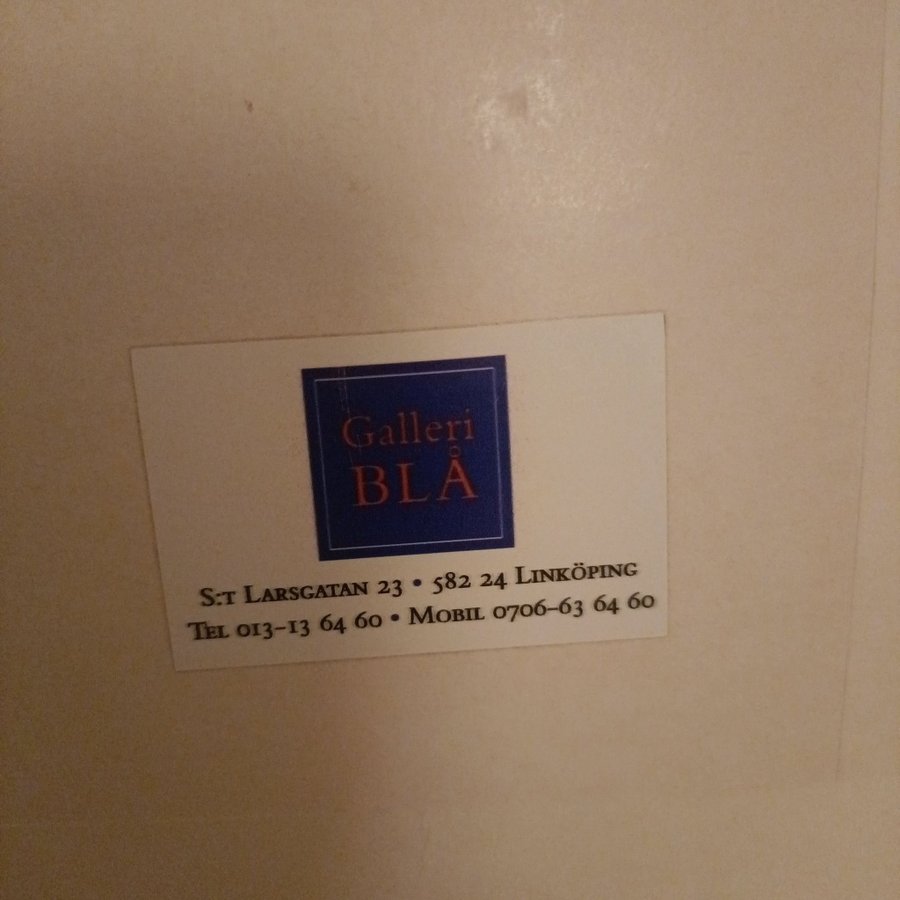 Galleri
BLÅ
S:t Larsgatan 23 • 582 24 Linköping
Tel 013-13 64 60 • Mobil 0706-63 64 60